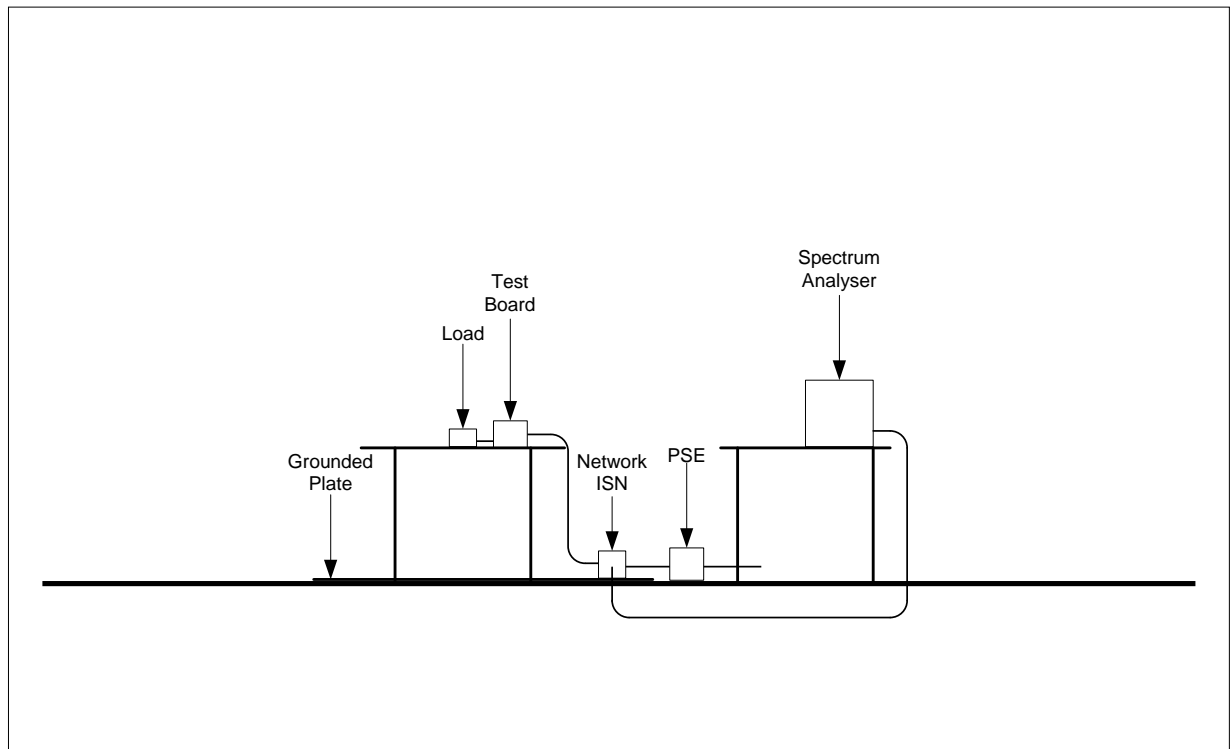 Spectrum
Analyser
Test
Board
Load
Grounded
Plate
Network
ISN
PSE